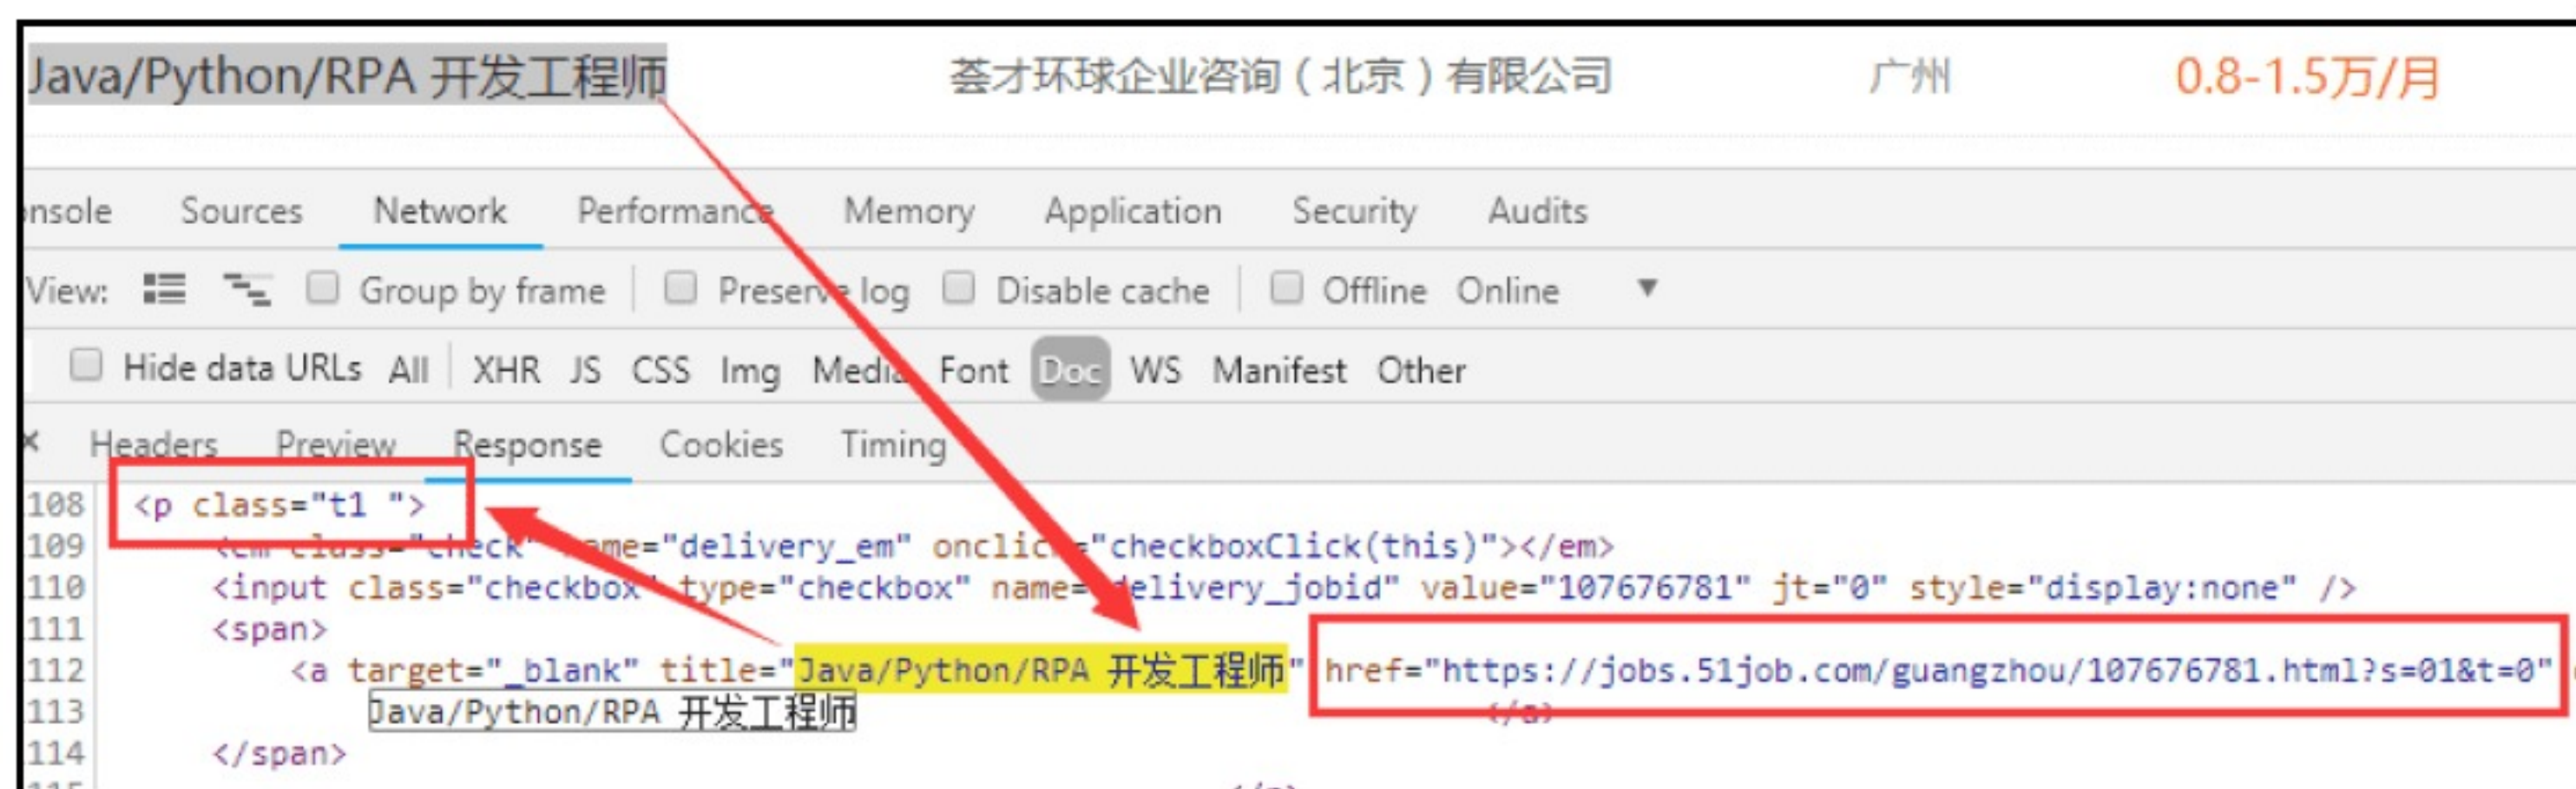 Java/Python/RPA 开发工程师 荟才环球企业咨询（北京）有限公司 广州 0.8-1.5万/月
onsole Sources Network Performance Memory Application Security Audits
View: Group by frame Preserve log Disable cache Offline Online
Hide data URLs All XHR JS CSS Img Media Font Doc WS Manifest Other
× Headers Preview Response Cookies Timing
108 <p class="t1 ">
109 <em class="check" name="delivery_em" onclick="checkboxClick(this)"></em>
110 <input class="checkbox" type="checkbox" name="delivery_jobid" value="107676781" jt="0" style="display:none" />
111 <span>
112 <a target="_blank" title="Java/Python/RPA 开发工程师" href="https://jobs.51job.com/guangzhou/107676781.html?s=01&t=0"
113 Java/Python/RPA 开发工程师 </a>
114 </span>